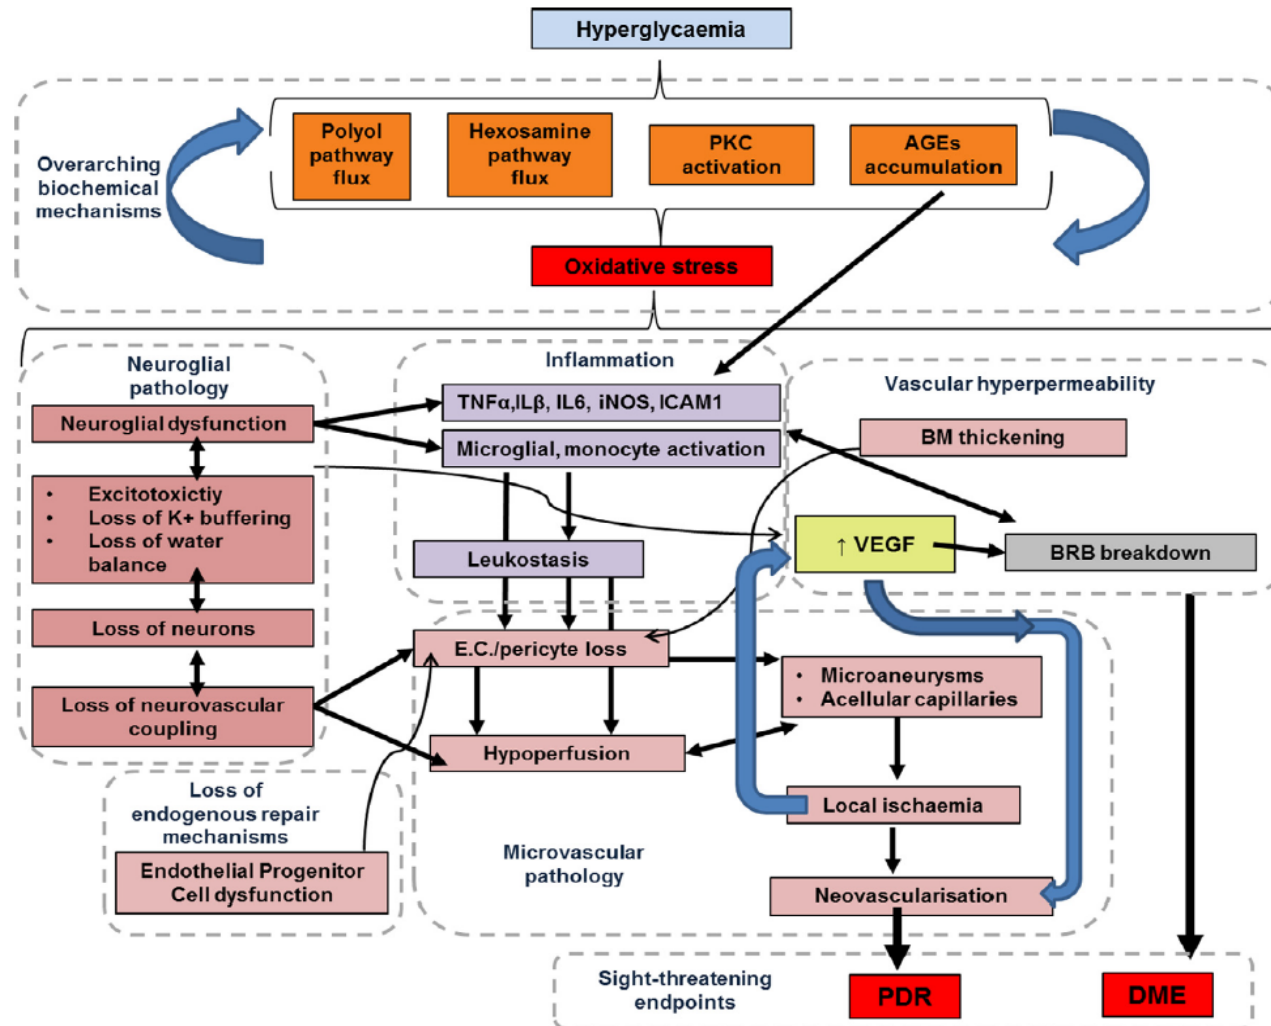 Hyperglycaemia
Overarching
biochemical
mechanisms
Polyol
pathway
flux
Hexosamine
pathway
flux
PKC
activation
AGEs
accumulation
Oxidative stress
Neuroglial
pathology
Neuroglial dysfunction
• Excitotoxictiy
• Loss of K+ buffering
• Loss of water
balance
Loss of neurons
Loss of neurovascular
coupling
Inflammation
TNFα,ILβ, IL6, iNOS, ICAM1
Microglial, monocyte activation
Leukostasis
Vascular hyperpermeability
BM thickening
↑ VEGF
BRB breakdown
E.C./pericyte loss
Hypoperfusion
• Microaneurysms
• Acellular capillaries
Local ischaemia
Neovascularisation
Microvascular
pathology
Loss of
endogenous repair
mechanisms
Endothelial Progenitor
Cell dysfunction
Sight-threatening
endpoints
PDR
DME